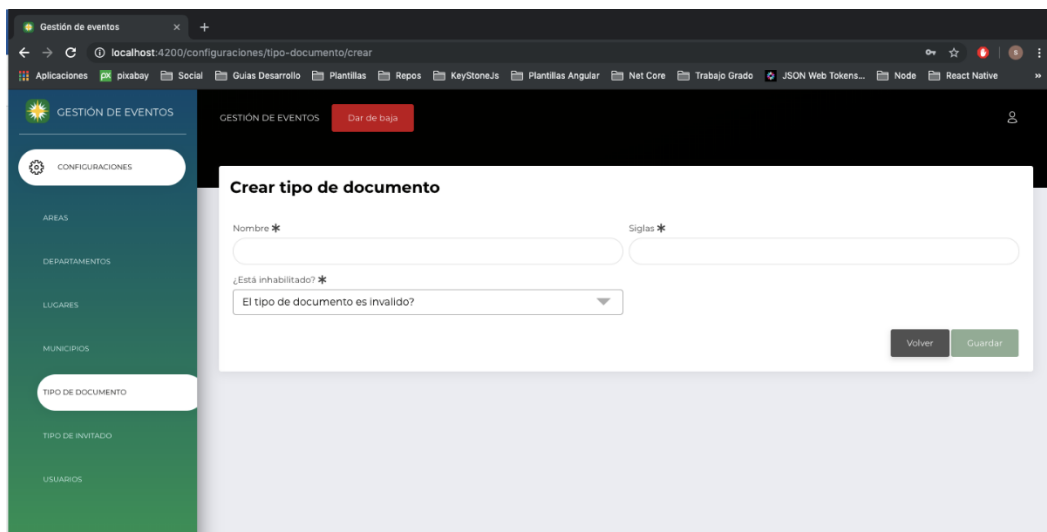 Gestión de eventos
localhost:4200/configuraciones/tipo-documento/crear
S
Aplicaciones px pixabay Social Guias Desarrollo Plantillas Repos KeyStoneJs Plantillas Angular Net Core Trabajo Grado JSON Web Tokens... Node React Native »
GESTIÓN DE EVENTOS
GESTIÓN DE EVENTOS Dar de baja
CONFIGURACIONES
AREAS
DEPARTAMENTOS
LUGARES
MUNICIPIOS
TIPO DE DOCUMENTO
TIPO DE INVITADO
USUARIOS
Crear tipo de documento
Nombre *
Siglas *
¿Está inhabilitado? *
El tipo de documento es invalido?
Volver Guardar